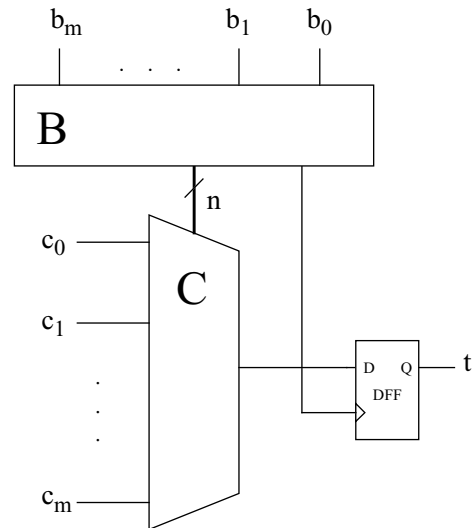 b_m . . . b_1 b_0
B
n
c_0
C
c_1
D Q t
DFF
.
.
.
c_m